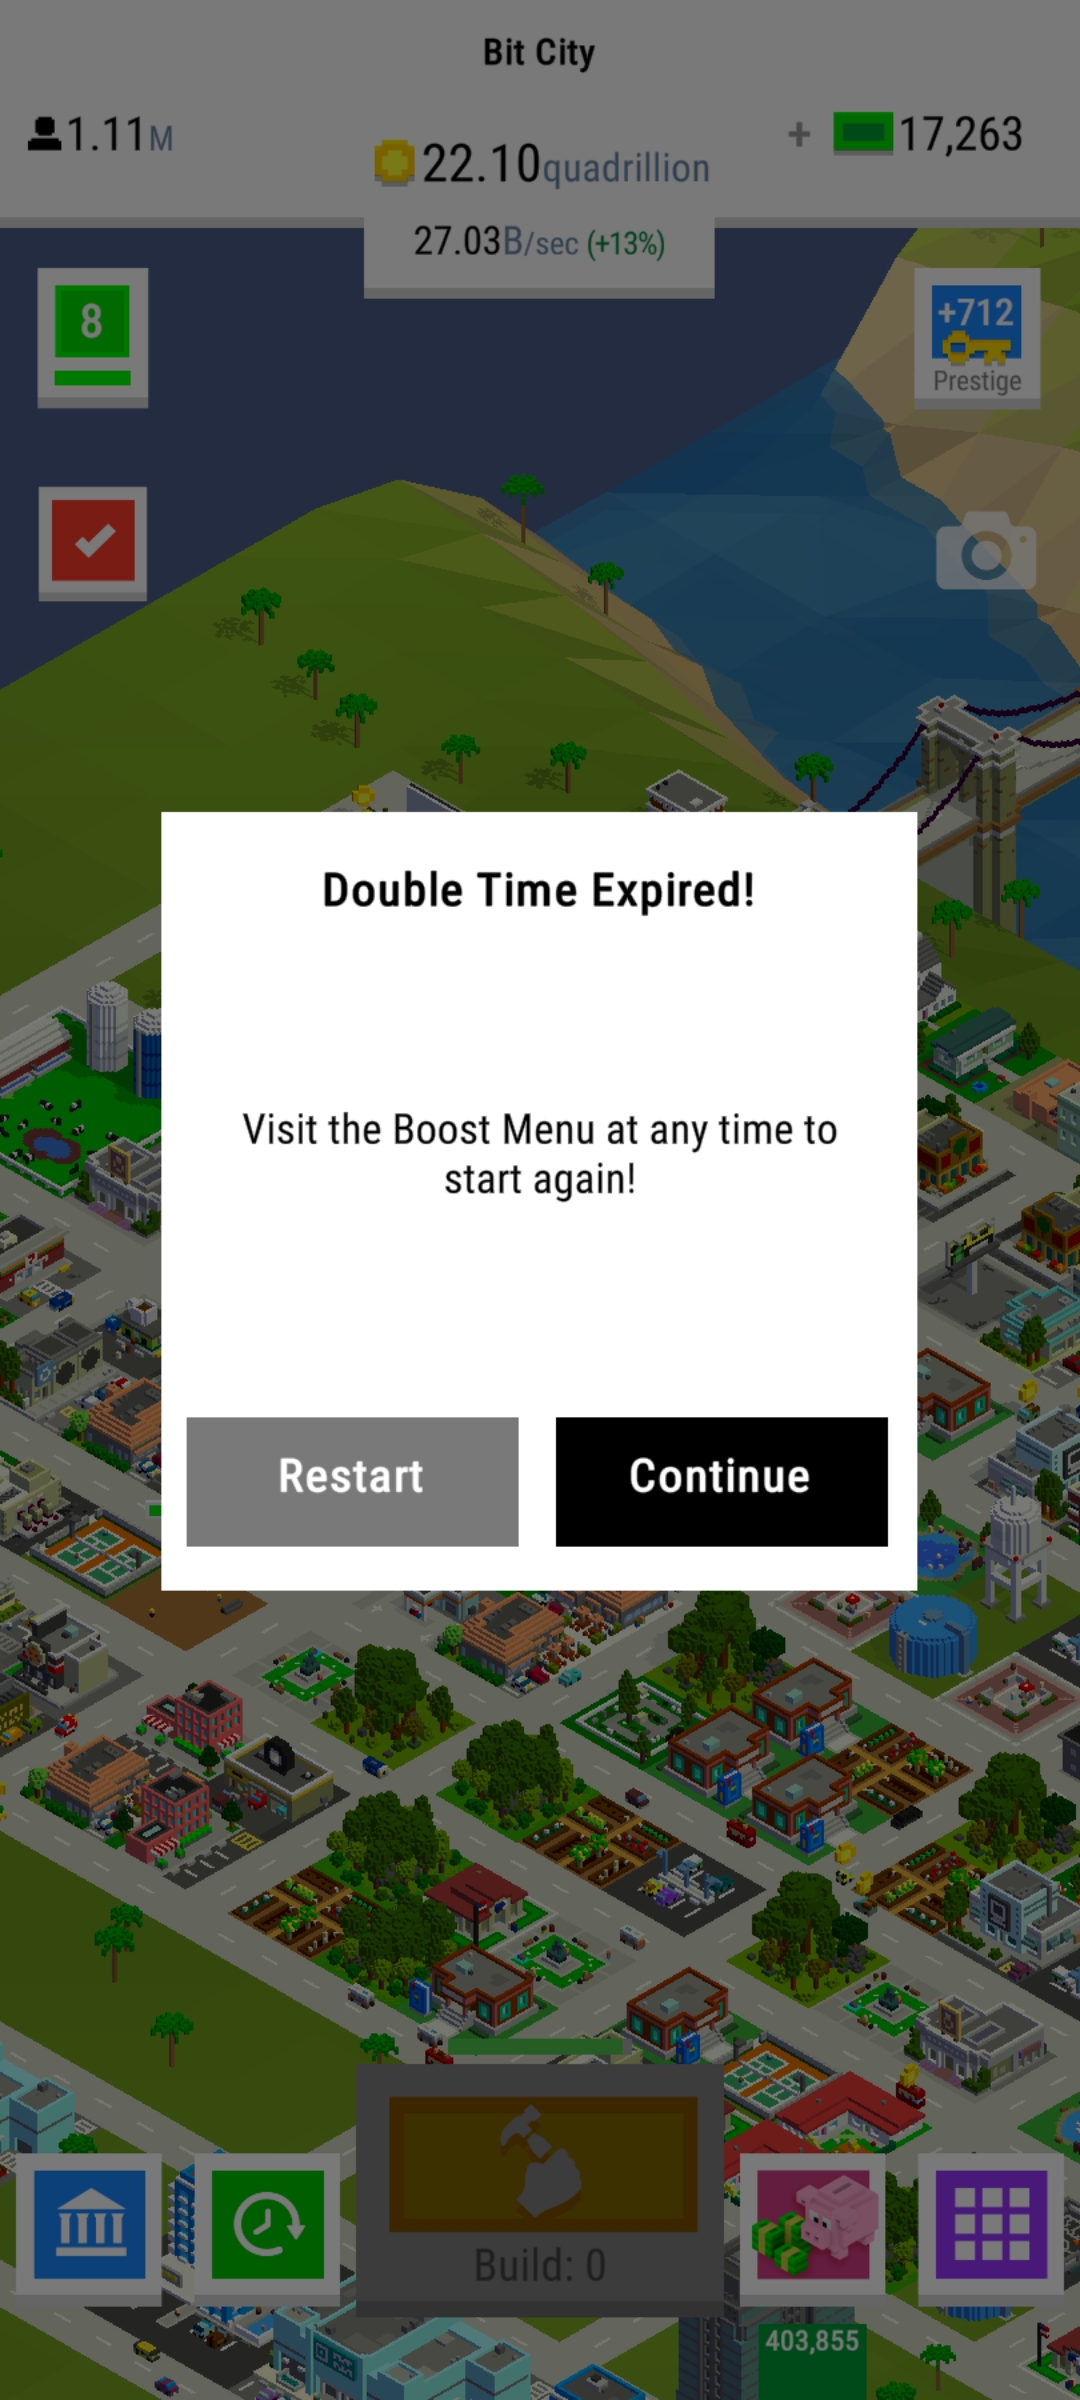 Bit City
1.11M
22.10quadrillion
+ 17,263
27.03B/sec (+13%)
8
+712
Prestige
Double Time Expired!
Visit the Boost Menu at any time to
start again!
Restart
Continue
Build: 0
403,855